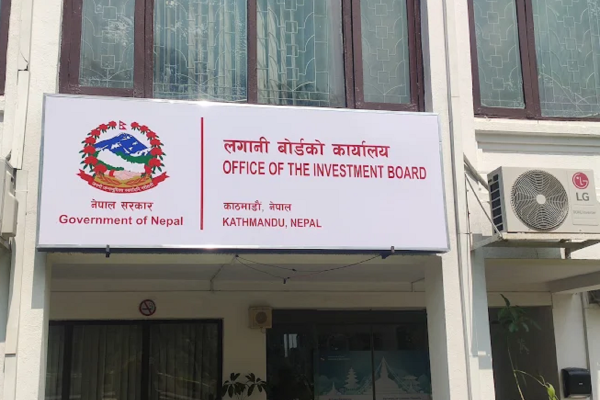 नेपाल सरकार
Government of Nepal
लगानी बोर्डको कार्यालय
OFFICE OF THE INVESTMENT BOARD
काठमाडौं, नेपाल
KATHMANDU, NEPAL
LG